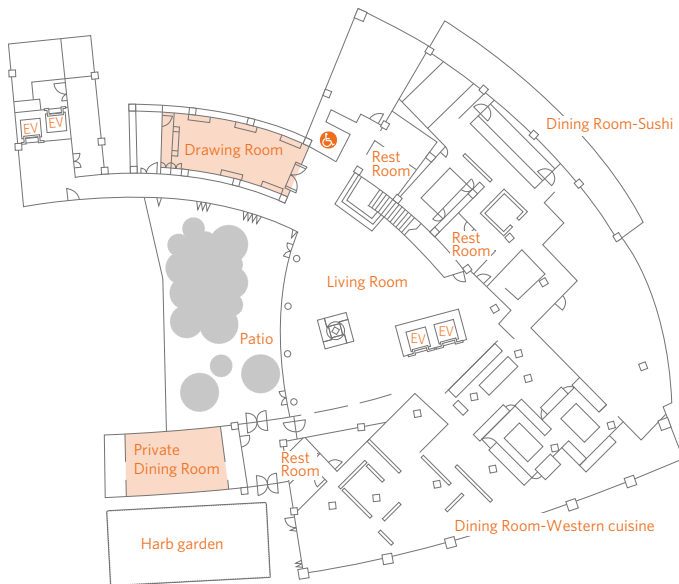 EV
EV
Drawing Room
Dining Room-Sushi
Rest
Room
Rest
Room
Living Room
Patio
EV
EV
Private
Dining Room
Rest
Room
Harb garden
Dining Room-Western cuisine